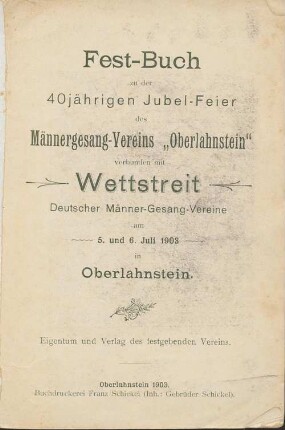 Fest-Buch
zu der
40jährigen Jubel-Feier
des
Männergesang-Vereins „Oberlahnstein“
verbunden mit
Wettstreit
Deutscher Männer-Gesang-Vereine
am
5. und 6. Juli 1903
in
Oberlahnstein.
Eigentum und Verlag des festgebenden Vereins.
Oberlahnstein 1903.
Buchdruckerei Franz Schickel (Inh.: Gebrüder Schickel).